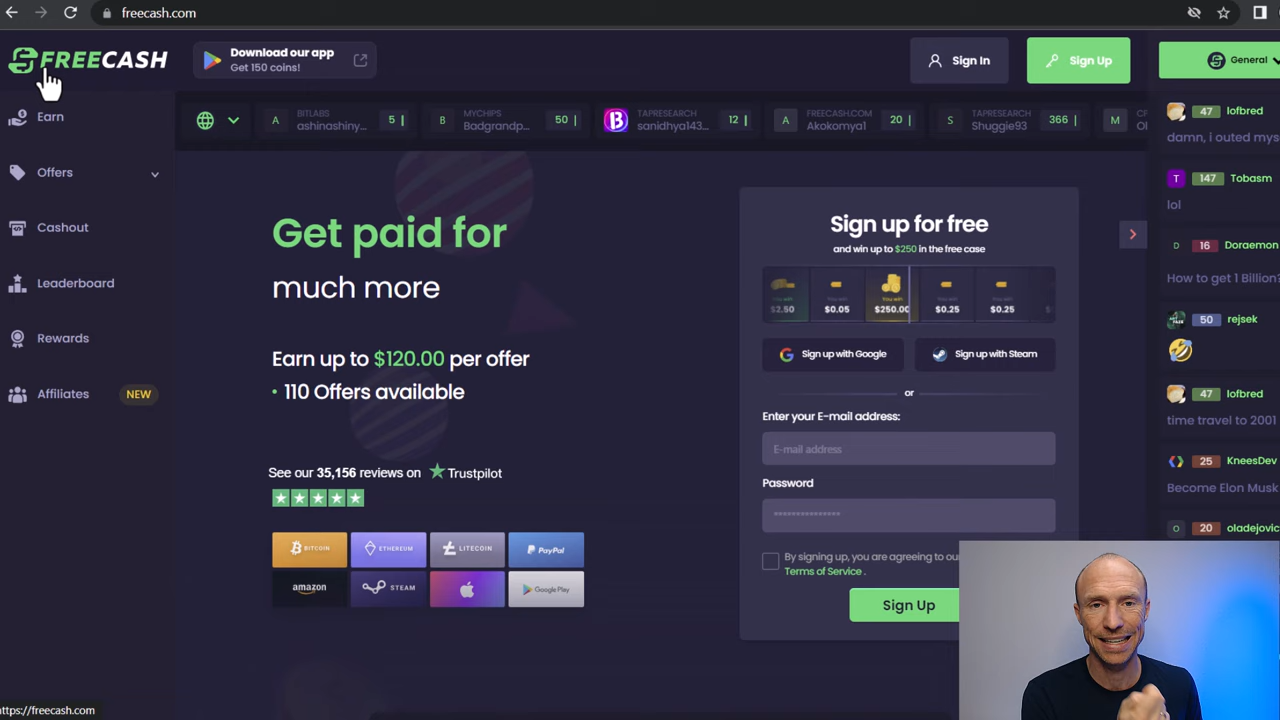 freecash.com
FREECASH
Download our app
Get 150 coins!
Sign In
Sign Up
General
Earn
Offers
Cashout
Leaderboard
Rewards
Affiliates NEW
A BITLABS ashinashiny... 5
B MYCHIPS Badgrandp... 50
TAPRESEARCH sanidhya143... 12
A FREECASH.COM Akokomya1 20
S TAPRESEARCH Shuggie93 366
M
Get paid for
much more
Earn up to $120.00 per offer
• 110 Offers available
See our 35,156 reviews on Trustpilot
BITCOIN ETHEREUM LITECOIN PayPal
amazon STEAM Google Play
Sign up for free
and win up to $250 in the free case
$2.50 $0.05 You win $250.00 $0.25 $0.25
Sign up with Google
Sign up with Steam
or
Enter your E-mail address:
E-mail address
Password
***************
By signing up, you are agreeing to our
Terms of Service .
Sign Up
47 lofbred
damn, i outed mys
T 147 Tobasm
lol
D 16 Doraemon
How to get 1 Billion?
50 rejsek
47 lofbred
time travel to 2001
25 KneesDev
Become Elon Musk
O 20 oladejovic
https://freecash.com